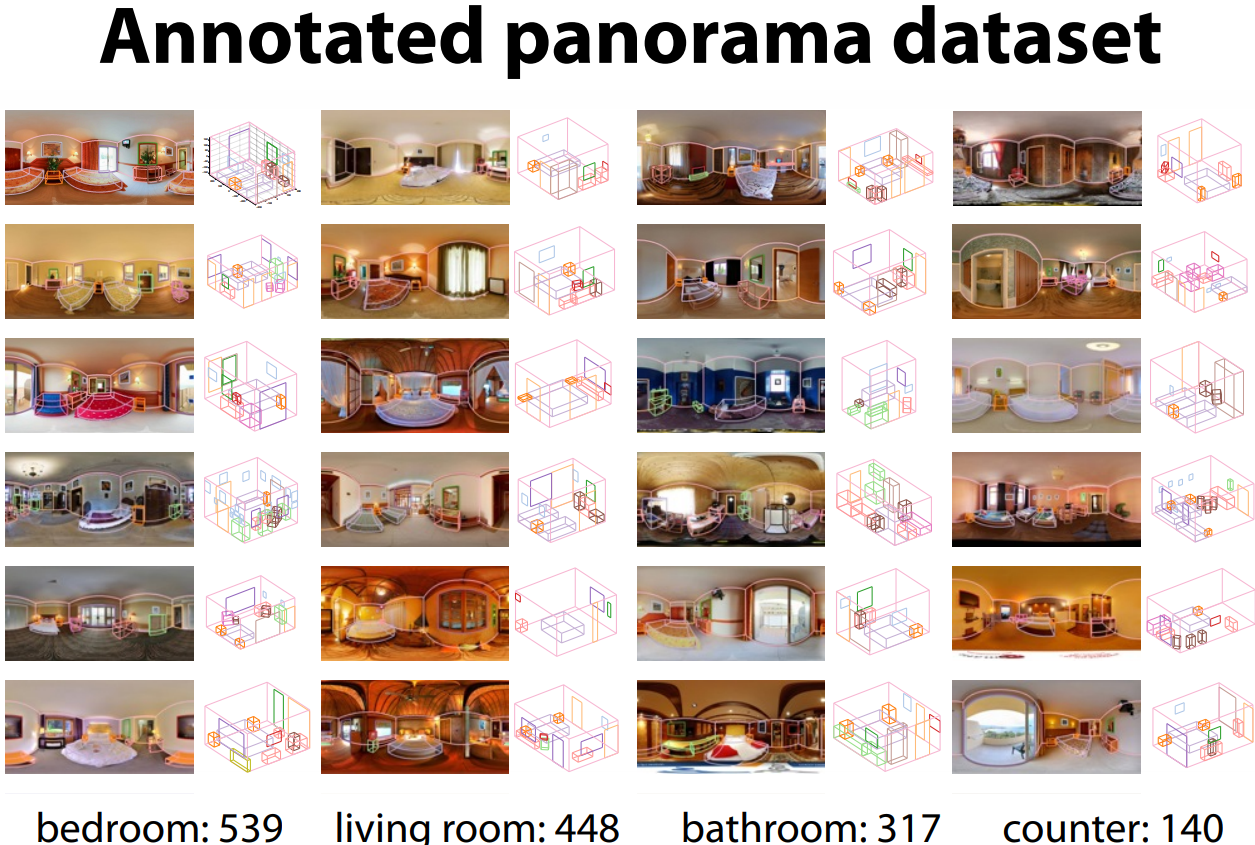 Annotated panorama dataset
bedroom: 539 living room: 448 bathroom: 317 counter: 140